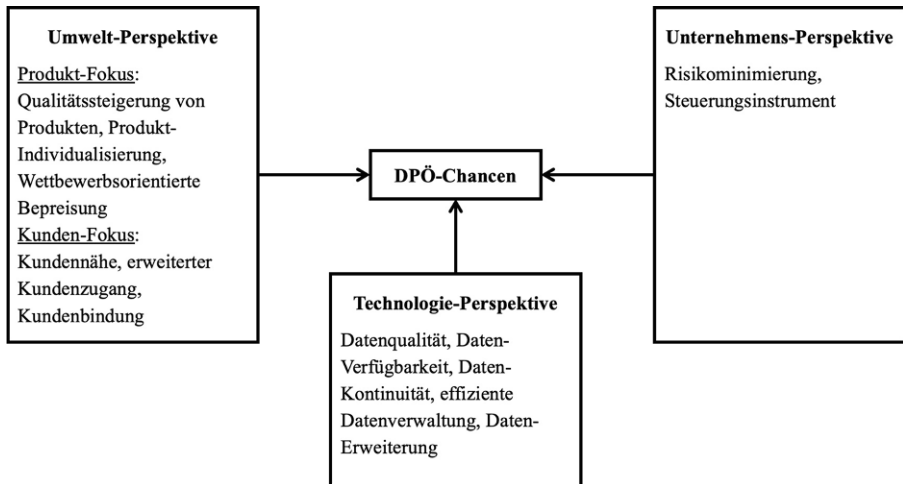 Umwelt-Perspektive
Produkt-Fokus:
Qualitätssteigerung von
Produkten, Produkt-
Individualisierung,
Wettbewerbsorientierte
Bepreisung
Kunden-Fokus:
Kundennähe, erweiterter
Kundenzugang,
Kundenbindung
DPÖ-Chancen
Technologie-Perspektive
Datenqualität, Daten-
Verfügbarkeit, Daten-
Kontinuität, effiziente
Datenverwaltung, Daten-
Erweiterung
Unternehmens-Perspektive
Risikominimierung,
Steuerungsinstrument